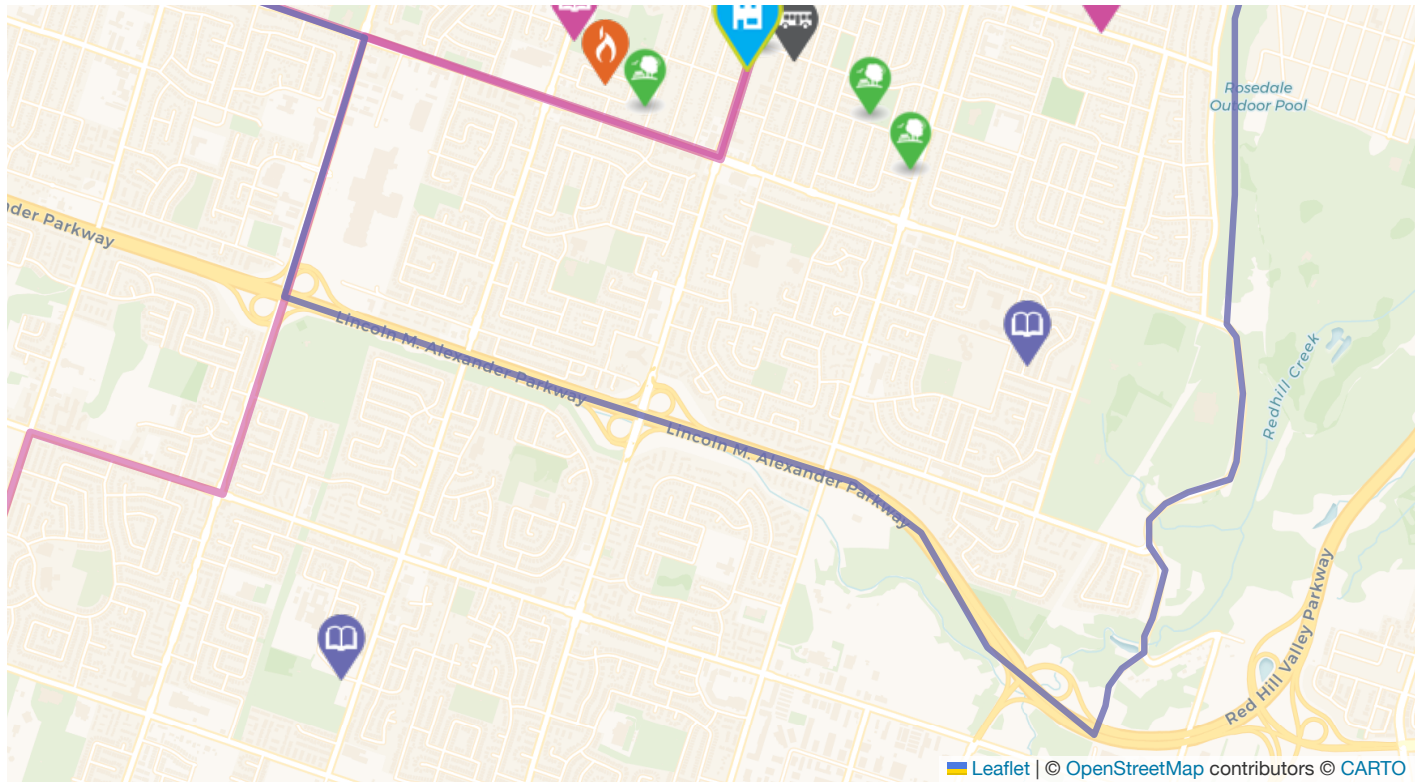 Rosedale
Outdoor Pool
nder Parkway
Lincoln M. Alexander Parkway
Redhill Creek
Lincoln M. Alexander Parkway
Red Hill Valley Parkway
Leaflet | © OpenStreetMap contributors © CARTO